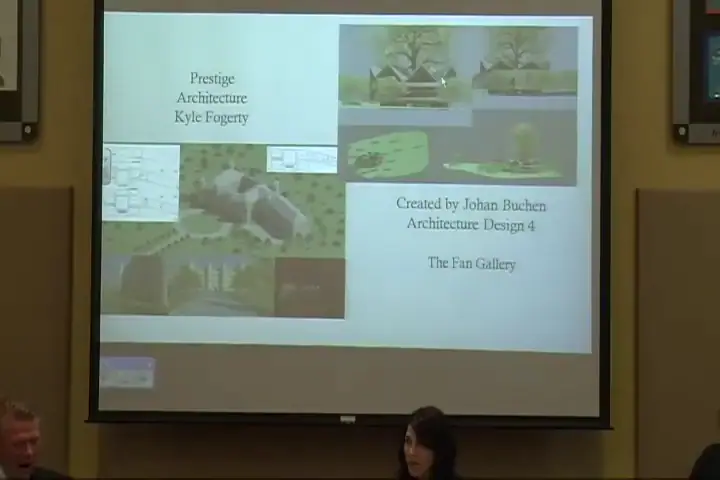 Prestige
Architecture
Kyle Fogerty
Created by Johan Buchen
Architecture Design 4
The Fan Gallery